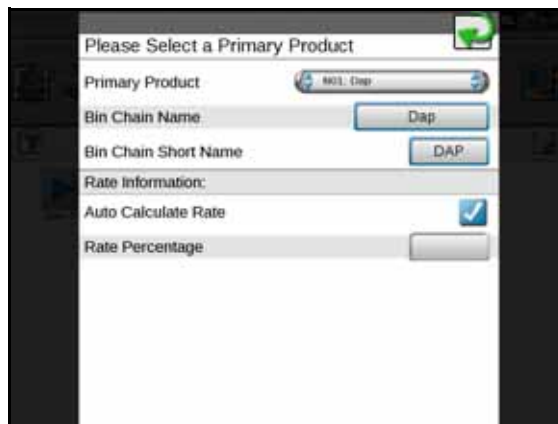 Please Select a Primary Product
Primary Product N01. Dap
Bin Chain Name Dap
Bin Chain Short Name DAP
Rate Information:
Auto Calculate Rate
Rate Percentage